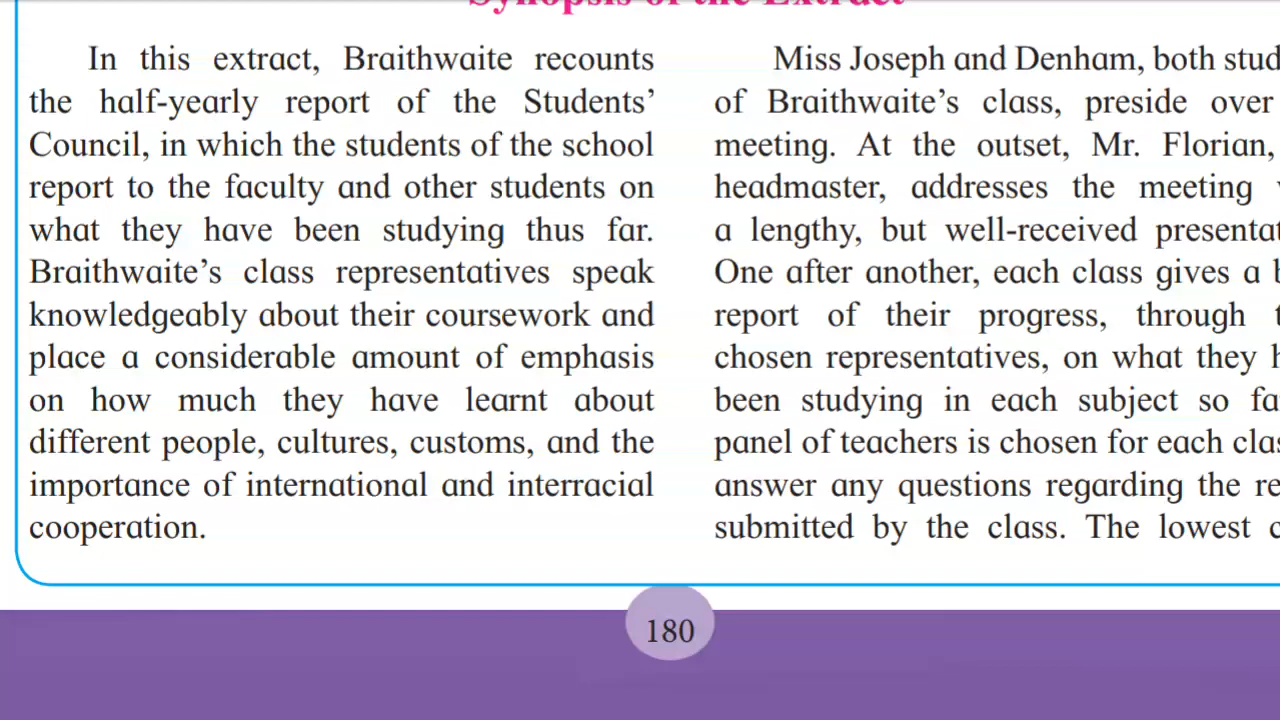 Synopsis of the Extract
In this extract, Braithwaite recounts
the half-yearly report of the Students’
Council, in which the students of the school
report to the faculty and other students on
what they have been studying thus far.
Braithwaite’s class representatives speak
knowledgeably about their coursework and
place a considerable amount of emphasis
on how much they have learnt about
different people, cultures, customs, and the
importance of international and interracial
cooperation.
Miss Joseph and Denham, both
of Braithwaite’s class, preside over
meeting. At the outset, Mr. Florian,
headmaster, addresses the meeting
a lengthy, but well-received
One after another, each class gives a
report of their progress, through
chosen representatives, on what they
been studying in each subject so
panel of teachers is chosen for each
answer any questions regarding the
submitted by the class. The lowest
180